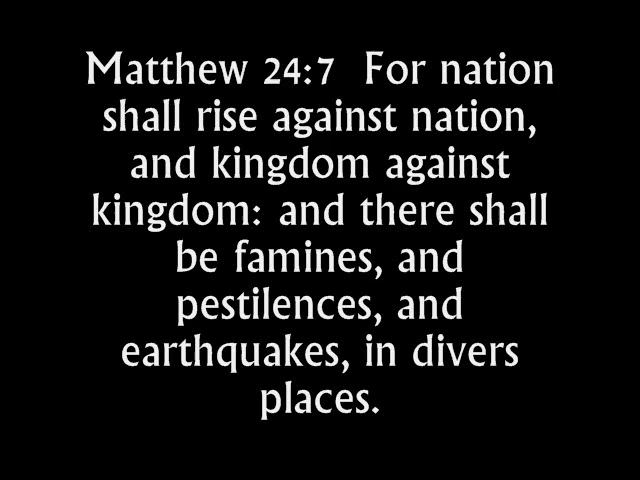 Matthew 24:7  For nation
shall rise against nation,
and kingdom against
kingdom: and there shall
be famines, and
pestilences, and
earthquakes, in divers
places.